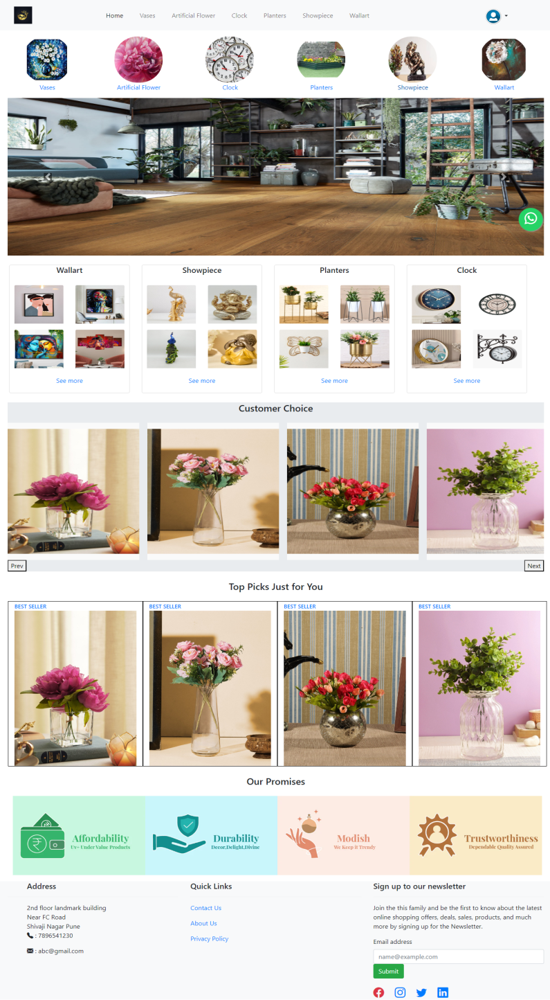 Home Vases Artificial Flower Clock Planters Showpiece Wallart
Vases Artificial Flower Clock Planters Showpiece Wallart
Wallart Showpiece Planters Clock
See more See more See more See more
Customer Choice
Prev Next
Top Picks Just for You
BEST SELLER BEST SELLER BEST SELLER BEST SELLER
Our Promises
Affordability Durability Modish Trustworthiness
Uv+ Under Value Products Decor,Delight,Divine We Keep it Trendy Dependable Quality Assured
Address
2nd floor landmark building
Near FC Road
Shivaji Nagar Pune
: 7896541230
: abc@gmail.com
Quick Links
Contact Us
About Us
Privacy Policy
Sign up to our newsletter
Join the this family and be the first to know about the latest
online shopping offers, deals, sales, products, and much
more by signing up for the Newsletter.
Email address
name@example.com
Submit